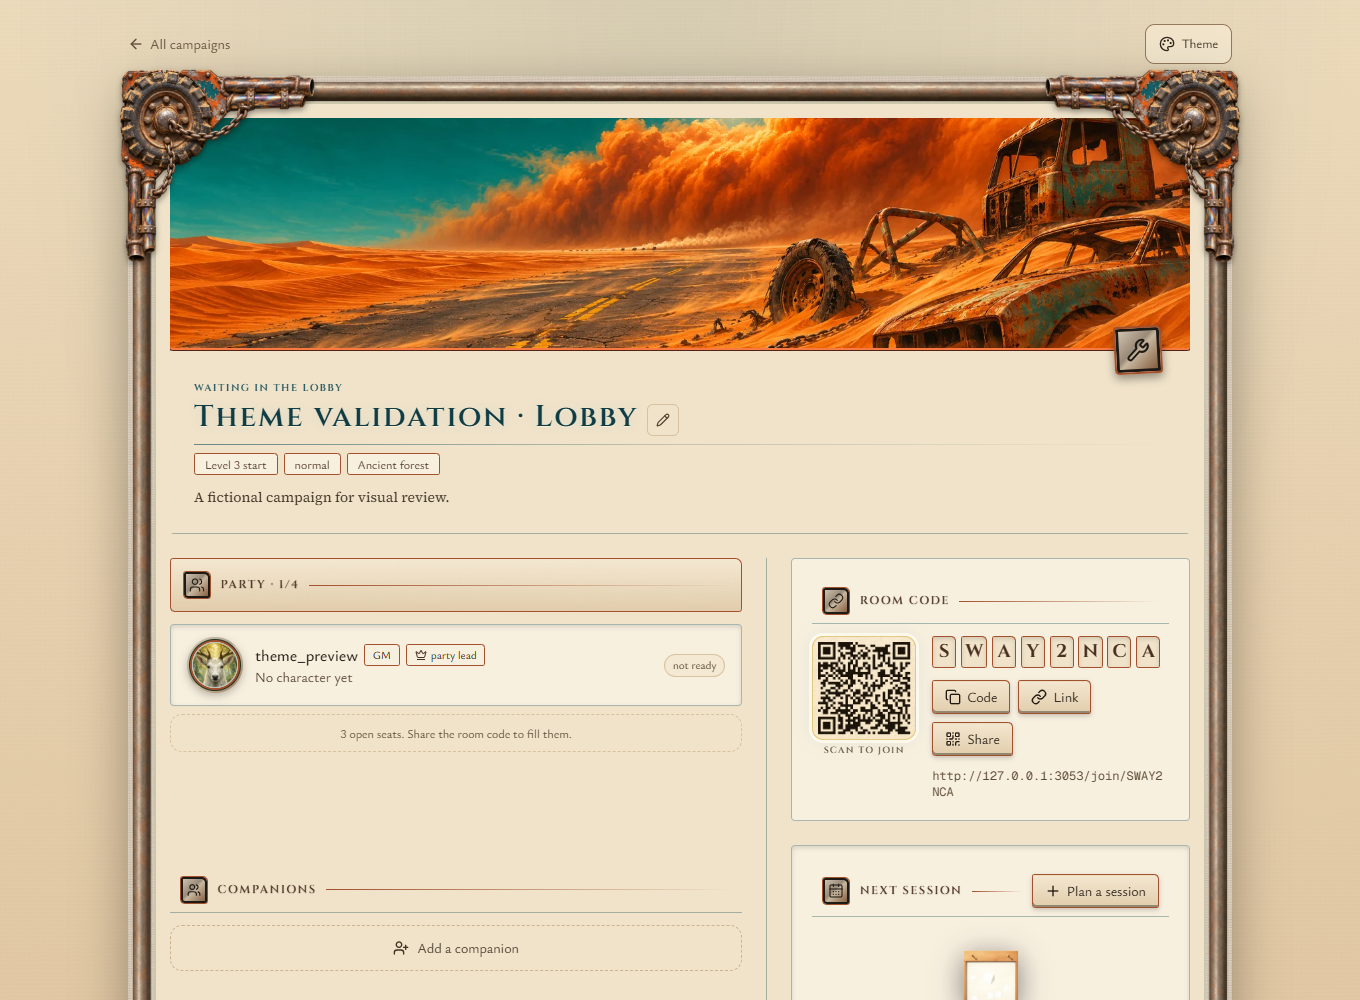 All campaigns
Theme
WAITING IN THE LOBBY
Theme validation · Lobby
Level 3 start
normal
Ancient forest
A fictional campaign for visual review.
PARTY · 1/4
theme_preview
GM
party lead
No character yet
not ready
3 open seats. Share the room code to fill them.
COMPANIONS
Add a companion
ROOM CODE
SWAY2NCA
Code
Link
Share
SCAN TO JOIN
http://127.0.0.1:3053/join/SWAY2
NCA
NEXT SESSION
Plan a session